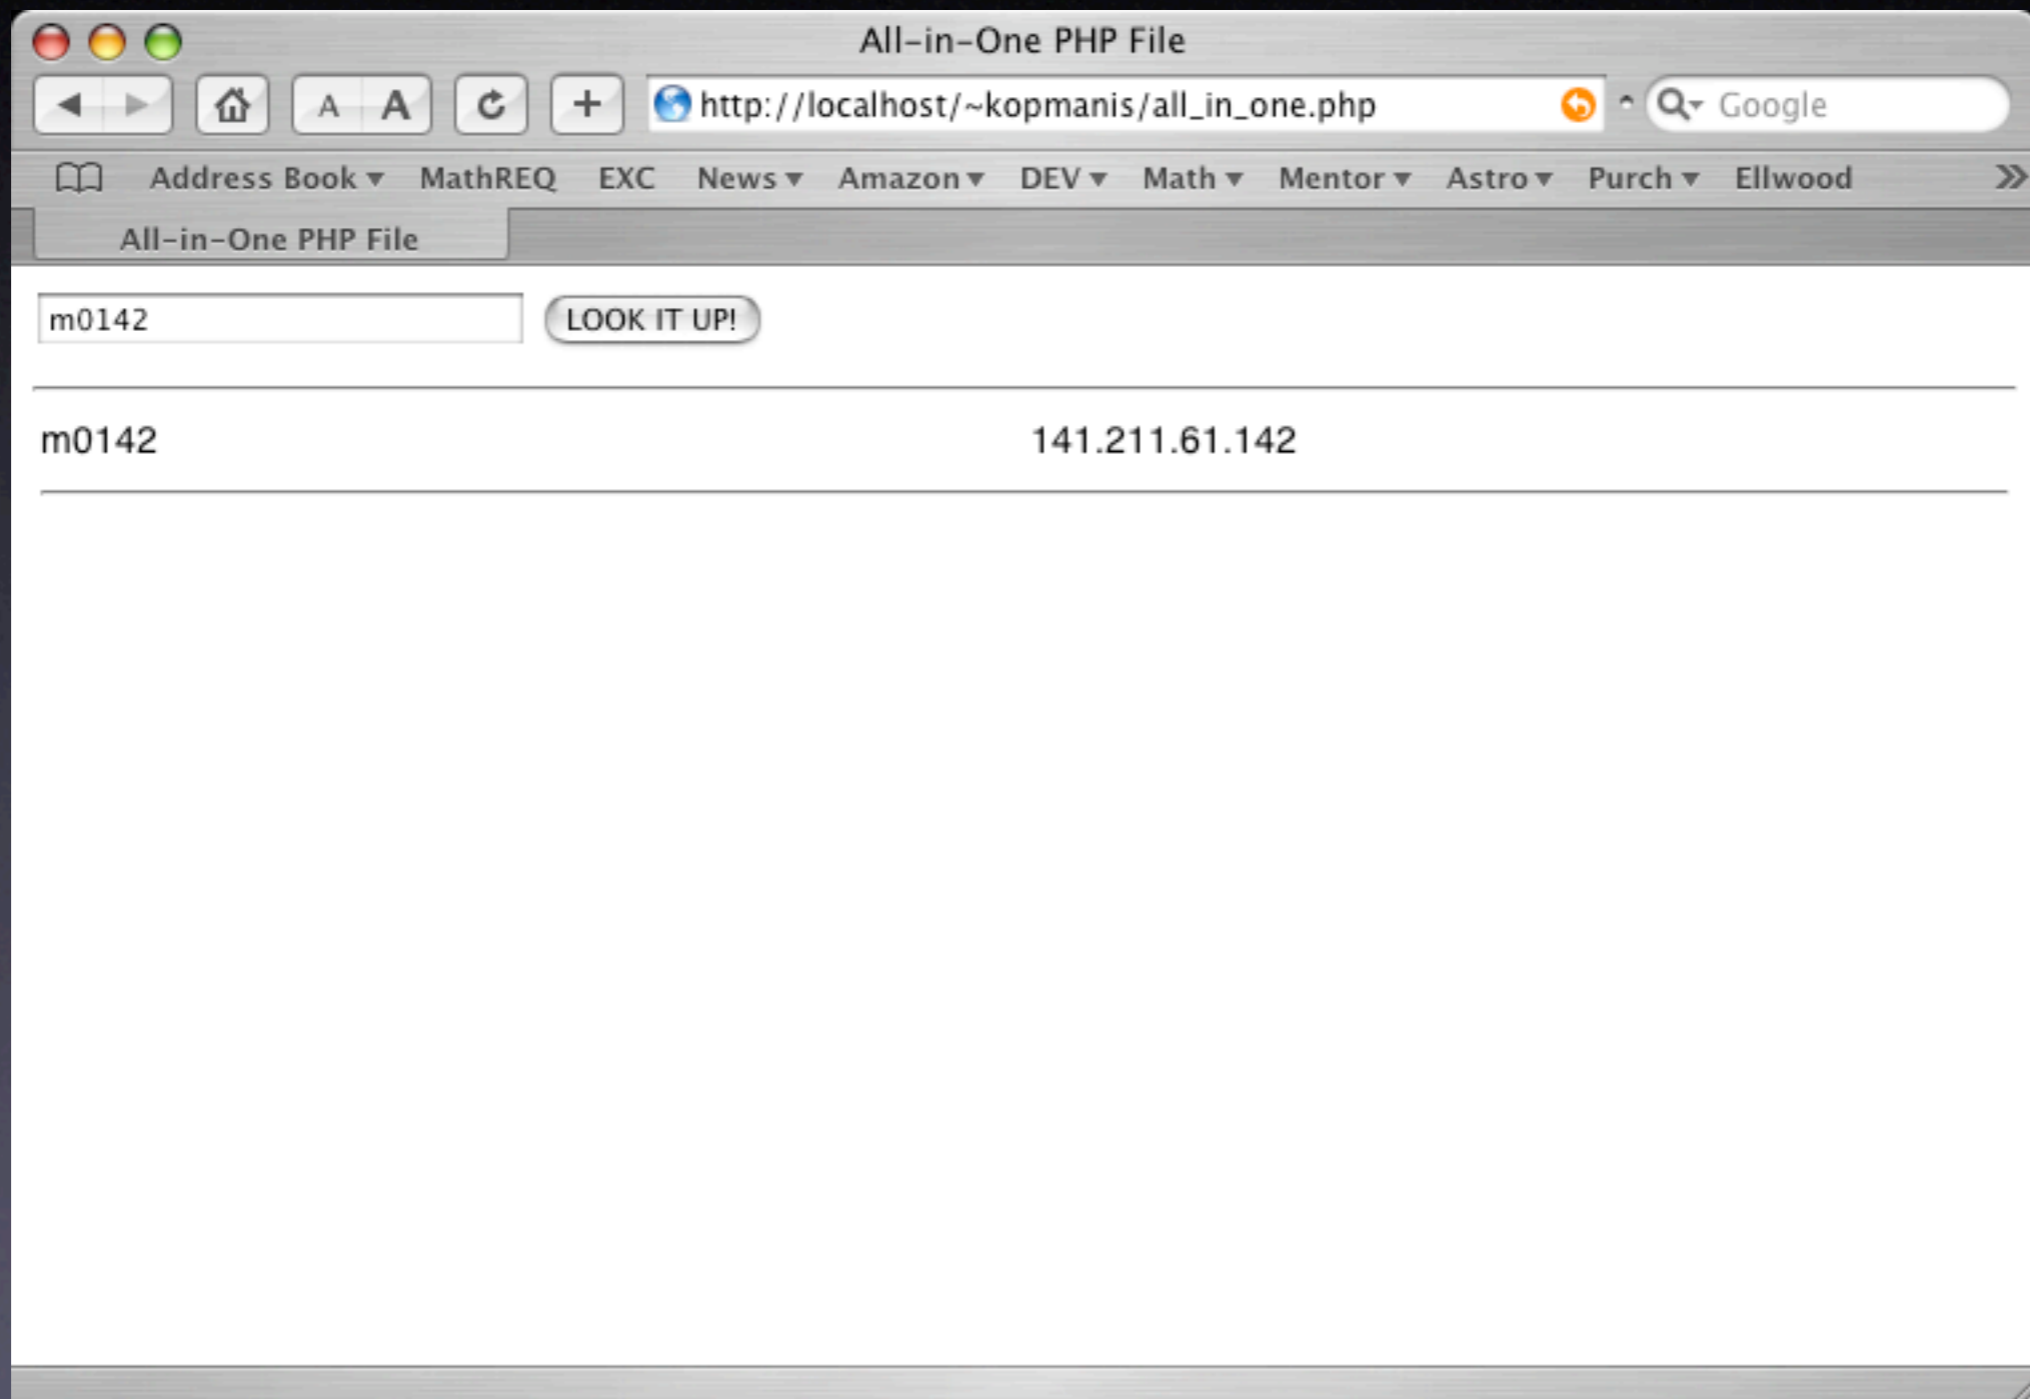 All-in-One PHP File
A A + http://localhost/~kopmanis/all_in_one.php Google
Address Book MathREQ EXC News Amazon DEV Math Mentor Astro Purch Ellwood
All-in-One PHP File
m0142 LOOK IT UP!
m0142 141.211.61.142